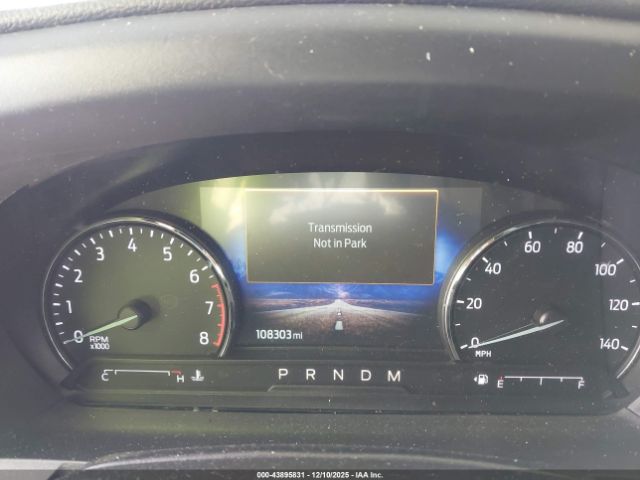 Transmission
Not in Park
0 1 2 3 4 5 6 7 8
RPM
x1000
0 20 40 60 80 100 120 140
MPH
108303 mi
C H
P R N D M
E F
000-43895831 - 12/10/2025 - IAA Inc.